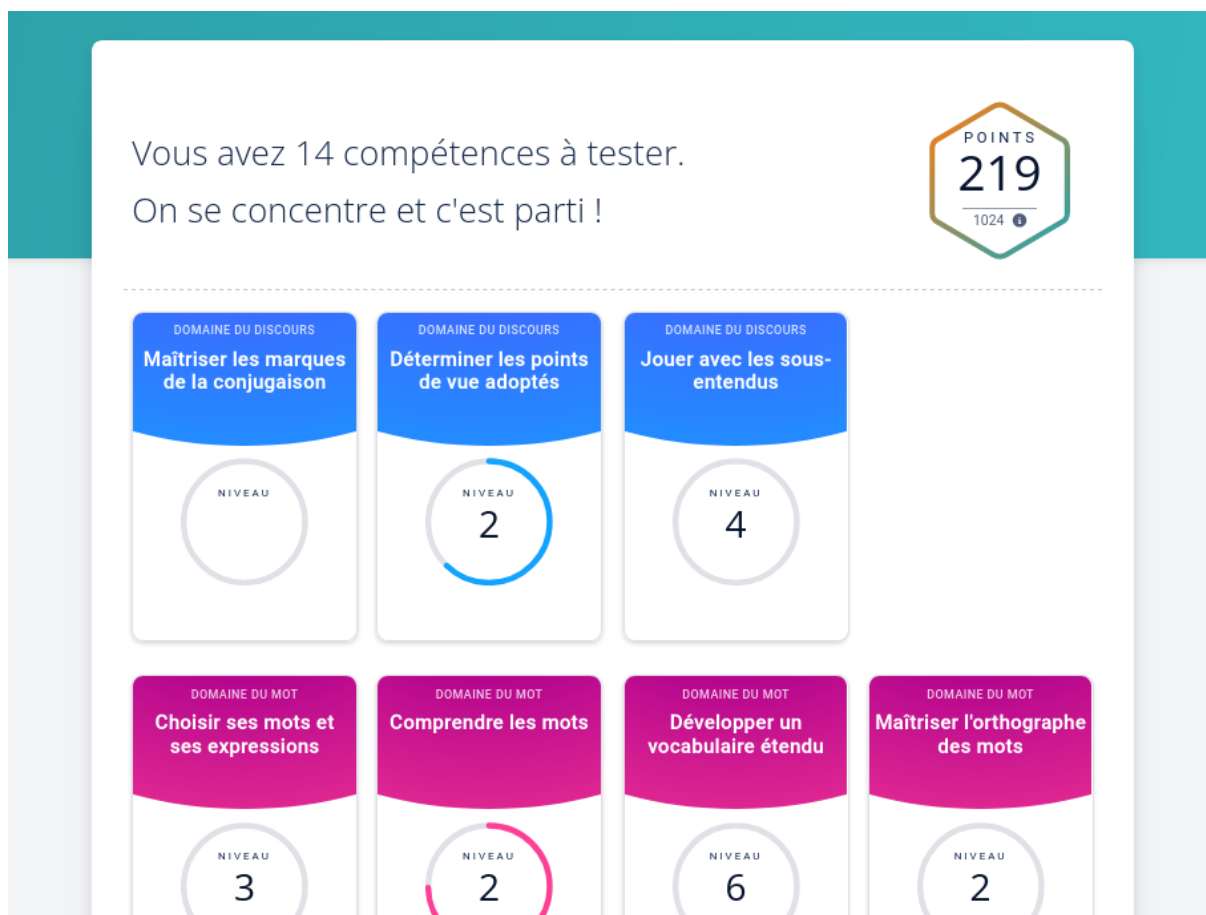 Vous avez 14 compétences à tester.
On se concentre et c'est parti !
POINTS
219
1024
DOMAINE DU DISCOURS
Maîtriser les marques
de la conjugaison
NIVEAU
DOMAINE DU DISCOURS
Déterminer les points
de vue adoptés
NIVEAU
2
DOMAINE DU DISCOURS
Jouer avec les sous-
entendus
NIVEAU
4
DOMAINE DU MOT
Choisir ses mots et
ses expressions
NIVEAU
3
DOMAINE DU MOT
Comprendre les mots
NIVEAU
2
DOMAINE DU MOT
Développer un
vocabulaire étendu
NIVEAU
6
DOMAINE DU MOT
Maîtriser l'orthographe
des mots
NIVEAU
2